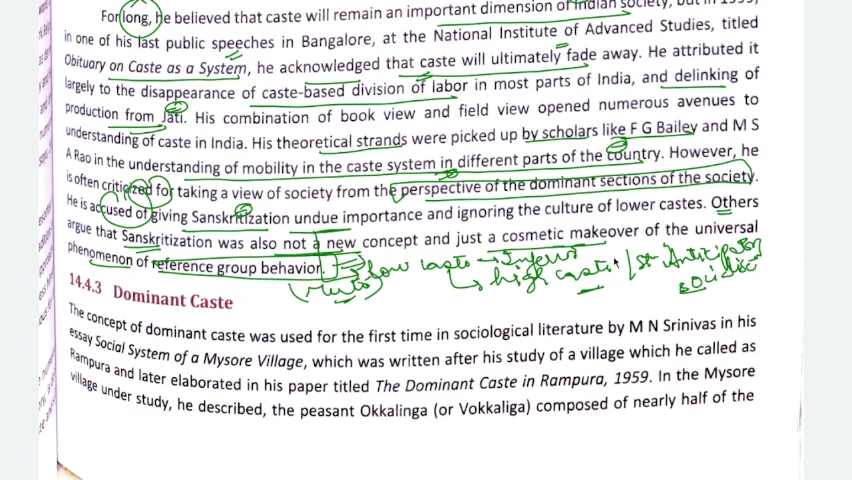 For long, he believed that caste will remain an important dimension of Indian society, but in
in one of his last public speeches in Bangalore, at the National Institute of Advanced Studies, titled
Obituary on Caste as a System, he acknowledged that caste will ultimately fade away. He attributed it
largely to the disappearance of caste-based division of labor in most parts of India, and delinking of
production from Jati. His combination of book view and field view opened numerous avenues to
understanding of caste in India. His theoretical strands were picked up by scholars like F G Bailey and M S
A Rao in the understanding of mobility in the caste system in different parts of the country. However, he
is often criticized for taking a view of society from the perspective of the dominant sections of the society.
He is accused of giving Sanskritization undue importance and ignoring the culture of lower castes. Others
argue that Sanskritization was also not a new concept and just a cosmetic makeover of the universal
phenomenon of reference group behavior.
low caste → 
high caste
14.4.3 Dominant Caste
The concept of dominant caste was used for the first time in sociological literature by M N Srinivas in his
essay Social System of a Mysore Village, which was written after his study of a village which he called as
Rampura and later elaborated in his paper titled The Dominant Caste in Rampura, 1959. In the Mysore
village under study, he described, the peasant Okkalinga (or Vokkaliga) composed of nearly half of the